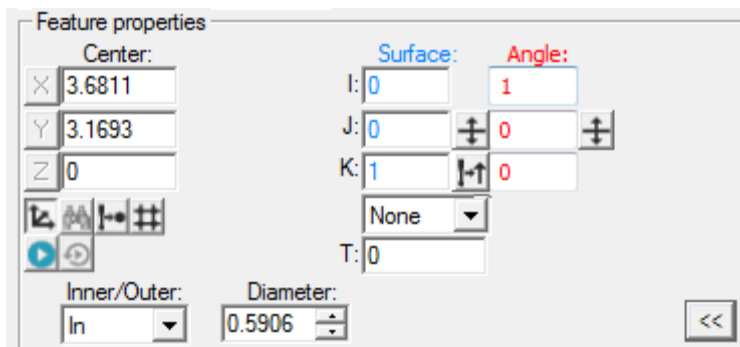 Feature properties
Center: Surface: Angle:
X 3.6811 I: 0 1
Y 3.1693 J: 0 0
Z 0 K: 1 0
None
T: 0
Inner/Outer: Diameter:
In 0.5906 <<